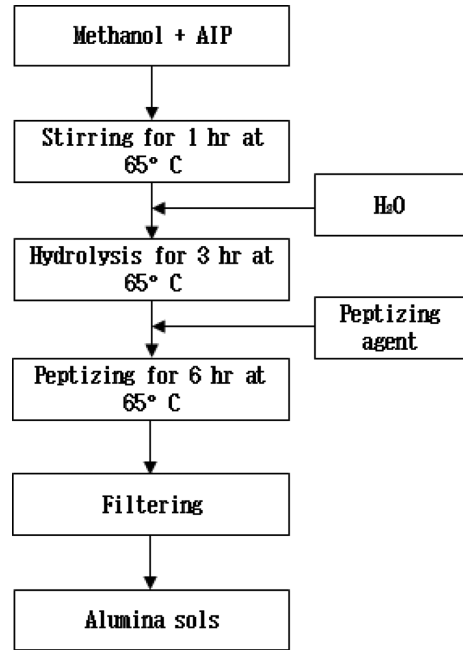 Methanol + AIP
Stirring for 1 hr at
65° C
H₂O
Hydrolysis for 3 hr at
65° C
Peptizing
agent
Peptizing for 6 hr at
65° C
Filtering
Alumina sols